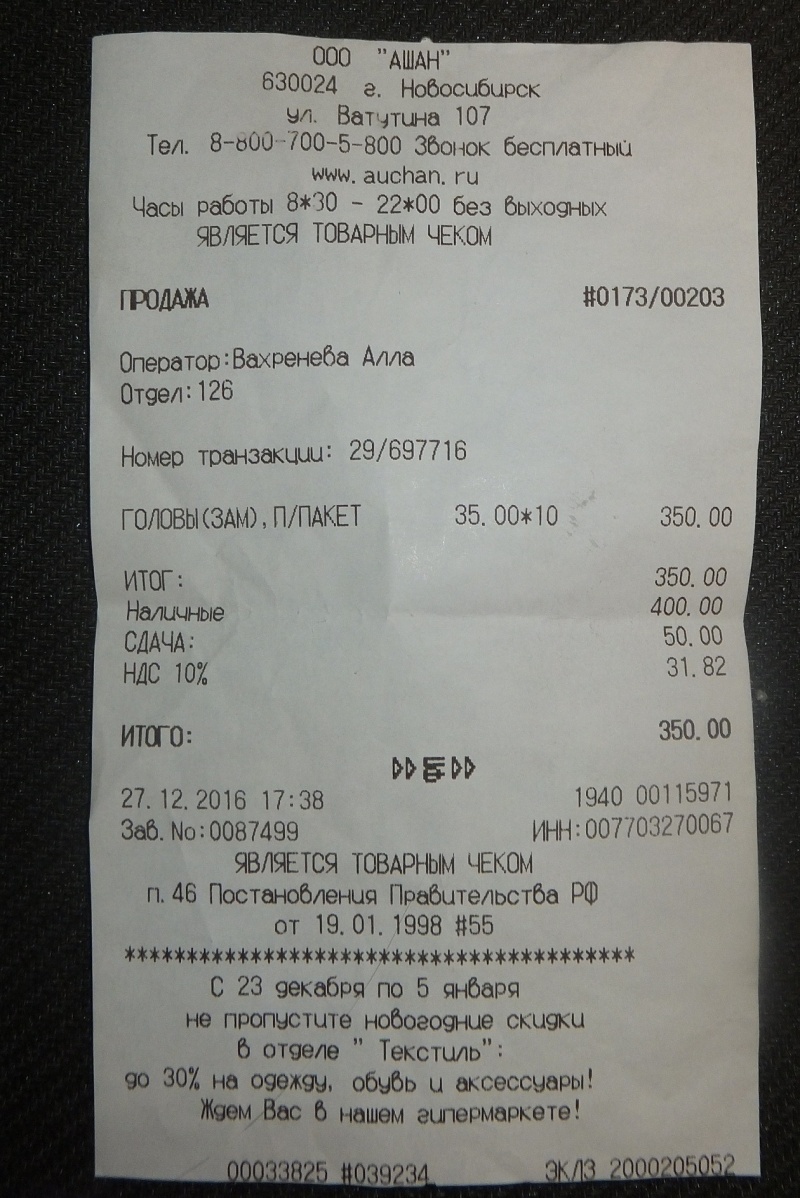 ООО "АШАН"
630024 г. Новосибирск
ул. Ватутина 107
Тел. 8-800-700-5-800 Звонок бесплатный
www.auchan.ru
Часы работы 8*30 - 22*00 без выходных
ЯВЛЯЕТСЯ ТОВАРНЫМ ЧЕКОМ
ПРОДАЖА #0173/00203
Оператор:Вахренева Алла
Отдел:126
Номер транзакции: 29/697716
ГОЛОВЫ(ЗАМ),П/ПАКЕТ 35.00*10 350.00
ИТОГ: 350.00
Наличные 400.00
СДАЧА: 50.00
НДС 10% 31.82
ИТОГО: 350.00
27.12.2016 17:38 1940 00115971
Зав.No:0087499 ИНН:007703270067
ЯВЛЯЕТСЯ ТОВАРНЫМ ЧЕКОМ
п.46 Постановления Правительства РФ
от 19.01.1998 #55
*****************************************
С 23 декабря по 5 января
не пропустите новогодние скидки
в отделе " Текстиль":
до 30% на одежду, обувь и аксессуары!
Ждем Вас в нашем гипермаркете!
00033825 #039234 ЭКЛЗ 2000205052